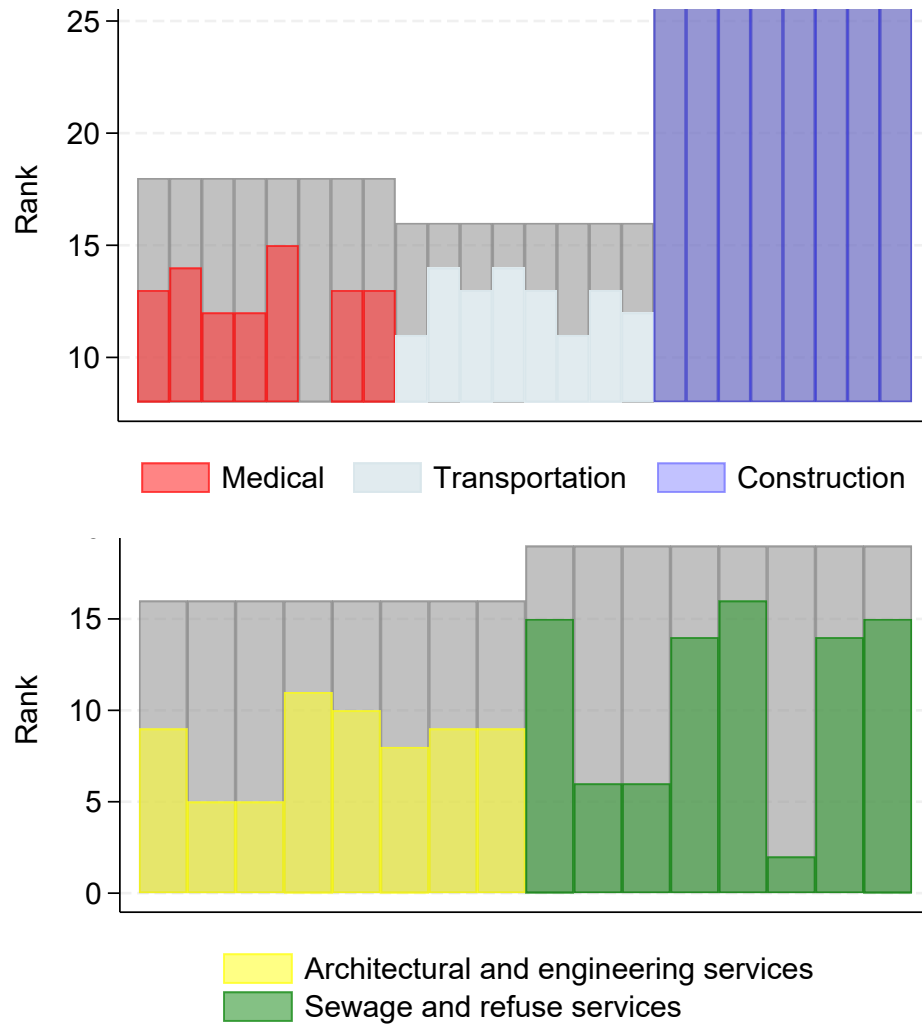 25
20
15
10
Rank
Medical Transportation Construction
15
10
5
0
Rank
Architectural and engineering services
Sewage and refuse services